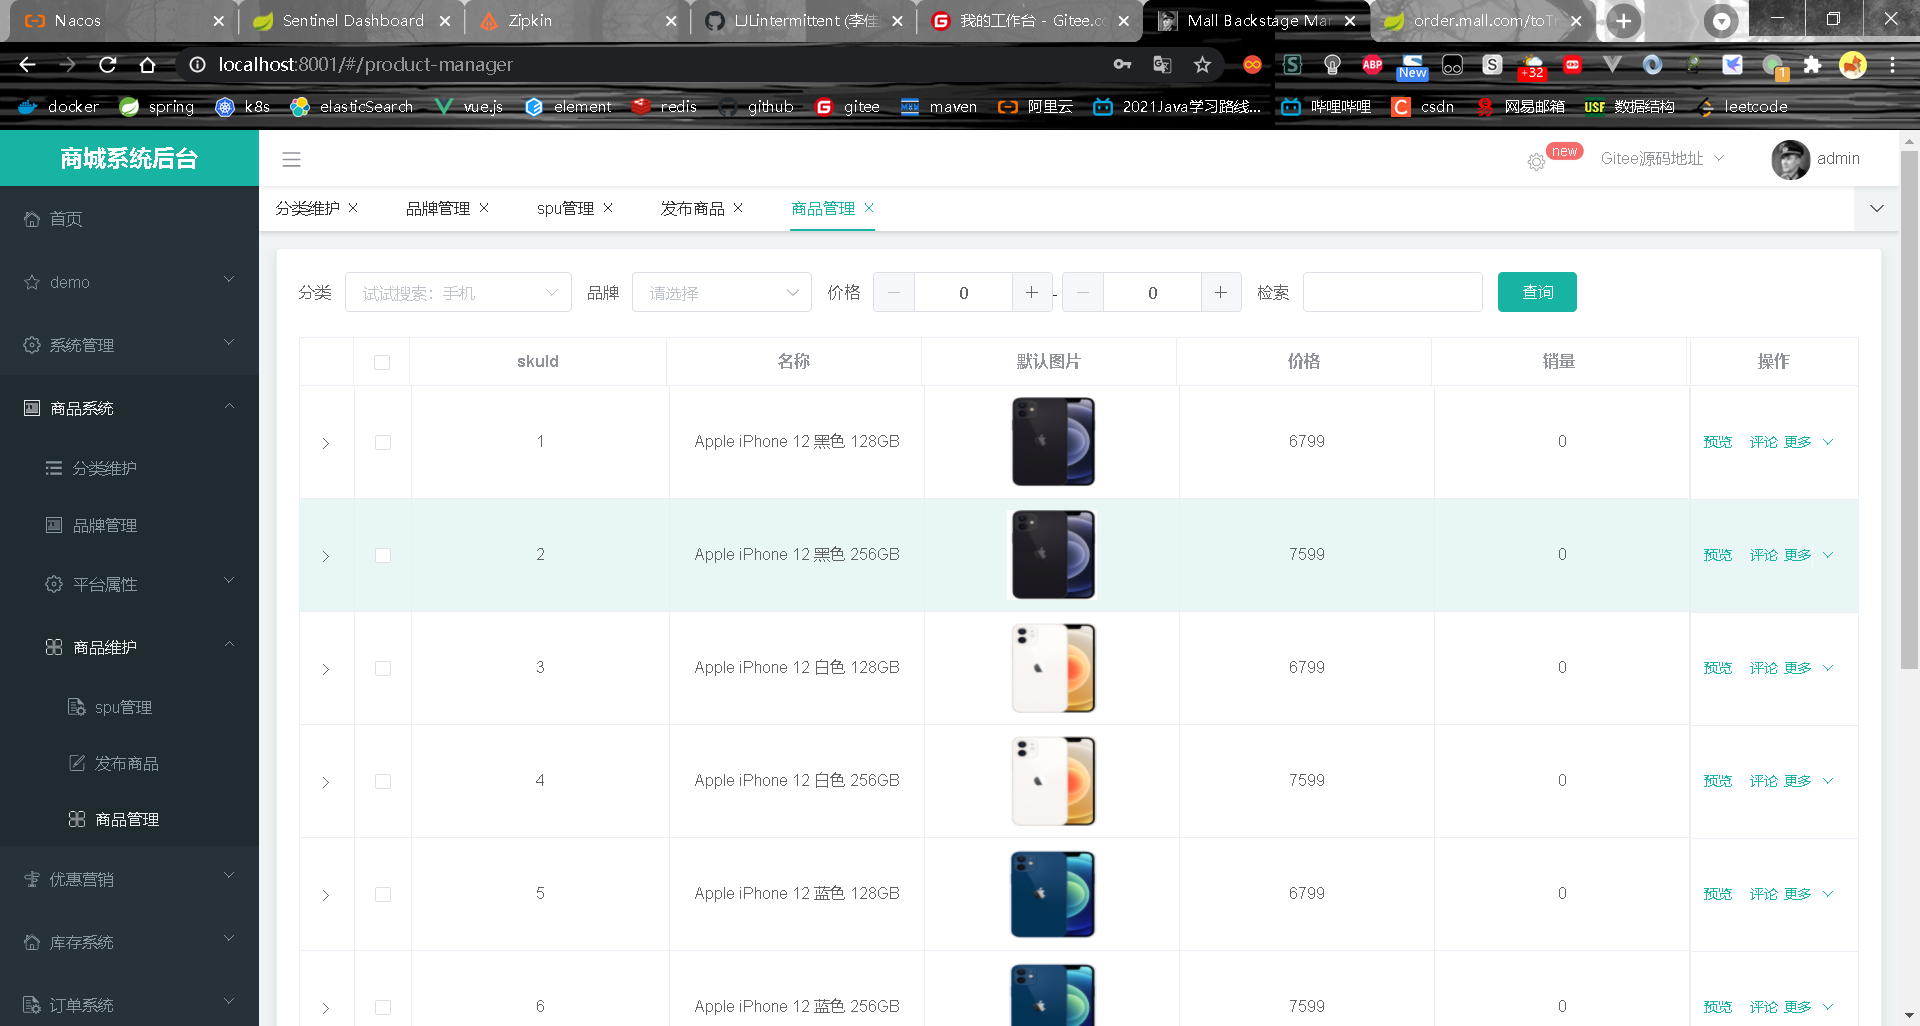 Nacos
Sentinel Dashboard
Zipkin
LJLintermittent (李佳
我的工作台 - Gitee.co
Mall Backstage Mar
order.mall.com/toTr
localhost:8001/#/product-manager
ABP
New
S
+32
1
docker
spring
k8s
elasticSearch
vue.js
element
redis
github
gitee
maven
阿里云
2021Java学习路线...
哔哩哔哩
csdn
网易邮箱
USF 数据结构
leetcode
商城系统后台
new
Gitee源码地址
admin
首页
demo
系统管理
商品系统
分类维护
品牌管理
平台属性
商品维护
spu管理
发布商品
商品管理
优惠营销
库存系统
订单系统
分类维护
品牌管理
spu管理
发布商品
商品管理
分类 试试搜索：手机 品牌 请选择 价格 0 - 0 检索 查询
skuId 名称 默认图片 价格 销量 操作
1 Apple iPhone 12 黑色 128GB 6799 0 预览 评论 更多
2 Apple iPhone 12 黑色 256GB 7599 0 预览 评论 更多
3 Apple iPhone 12 白色 128GB 6799 0 预览 评论 更多
4 Apple iPhone 12 白色 256GB 7599 0 预览 评论 更多
5 Apple iPhone 12 蓝色 128GB 6799 0 预览 评论 更多
6 Apple iPhone 12 蓝色 256GB 7599 0 预览 评论 更多